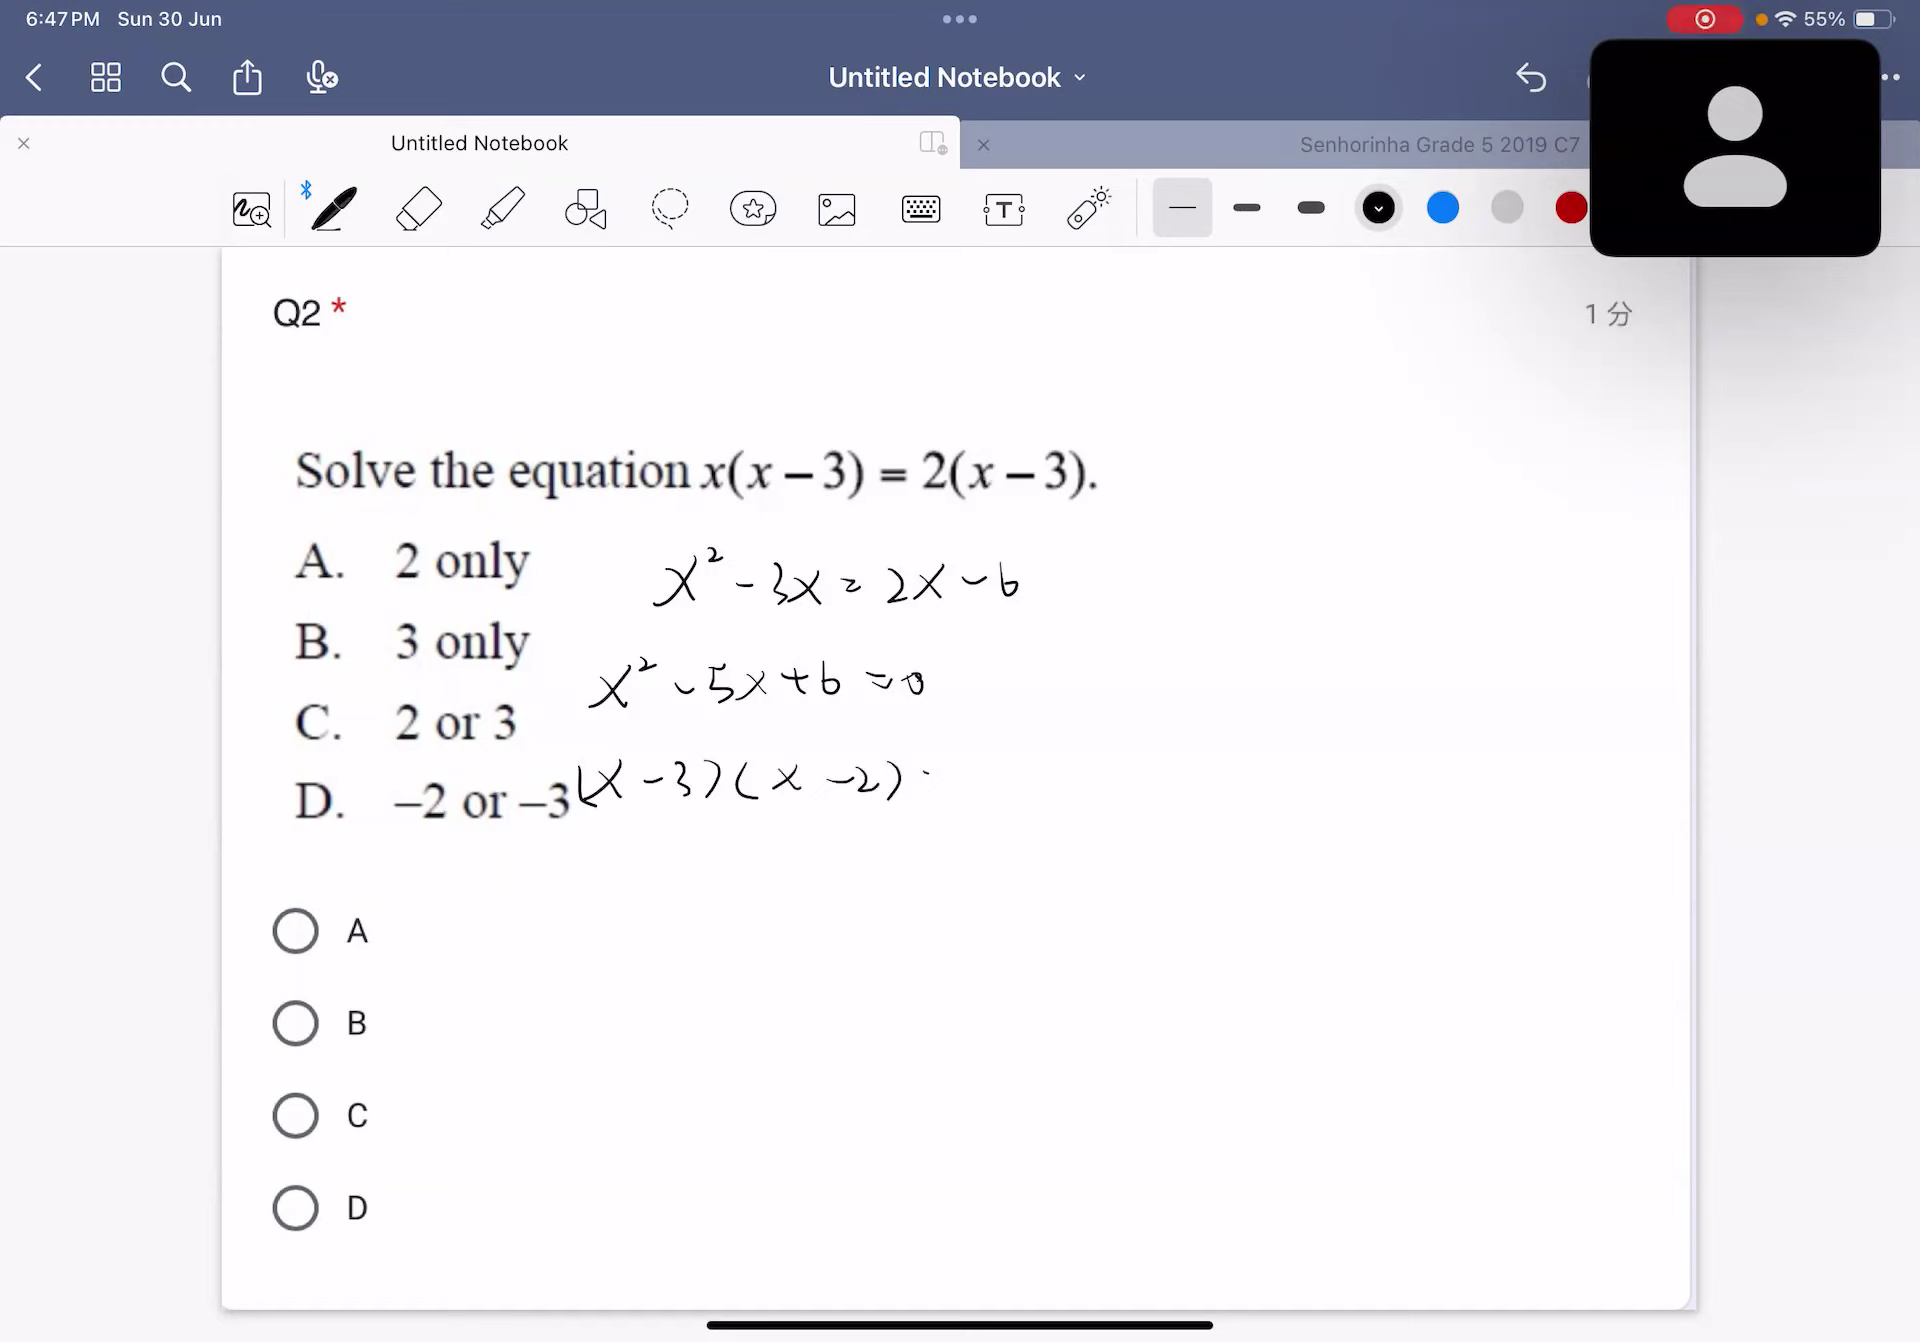 6:47 PM Sun 30 Jun
55%
Untitled Notebook
Untitled Notebook
Senhorinha Grade 5 2019 C7
T
Q2 *
1 分
Solve the equation x(x – 3) = 2(x – 3).
A. 2 only
B. 3 only
C. 2 or 3
D. –2 or –3
x² - 3x = 2x - 6
x² - 5x + 6 = 0
(x - 3)(x - 2)
A
B
C
D